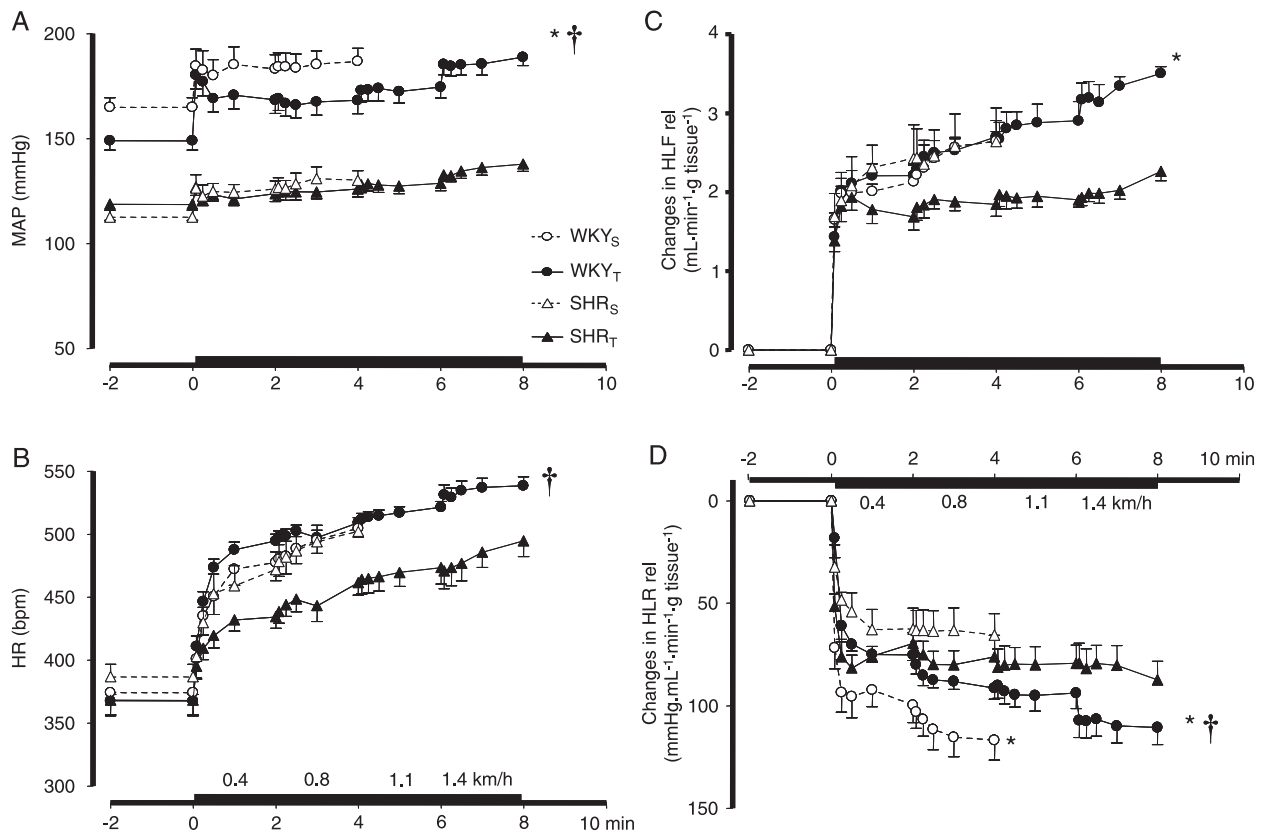 A
MAP (mmHg)
200
150
100
50
-2 0 2 4 6 8 10
* †
WKY_S
WKY_T
SHR_S
SHR_T
B
HR (bpm)
550
500
450
400
350
300
0.4 0.8 1.1 1.4 km/h
-2 0 2 4 6 8 10 min
†
C
Changes in HLF rel
(mL·min⁻¹·g tissue⁻¹)
4
3
2
1
0
-2 0 2 4 6 8 10
*
D
-2 0 2 4 6 8 10 min
0.4 0.8 1.1 1.4 km/h
Changes in HLR rel
(mmHg.mL⁻¹·min⁻¹·g tissue⁻¹)
0
50
100
150
*
* †